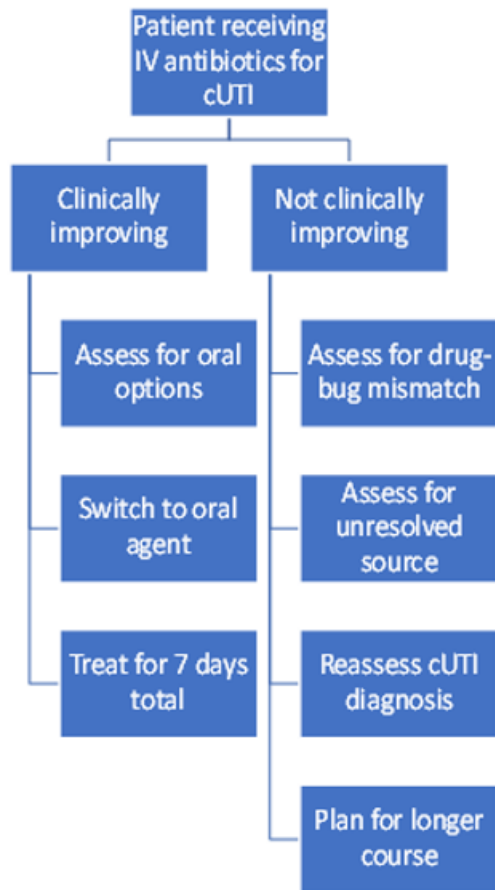 Patient receiving
IV antibiotics for
cUTI
Clinically
improving
Not clinically
improving
Assess for oral
options
Assess for drug-
bug mismatch
Switch to oral
agent
Assess for
unresolved
source
Treat for 7 days
total
Reassess cUTI
diagnosis
Plan for longer
course